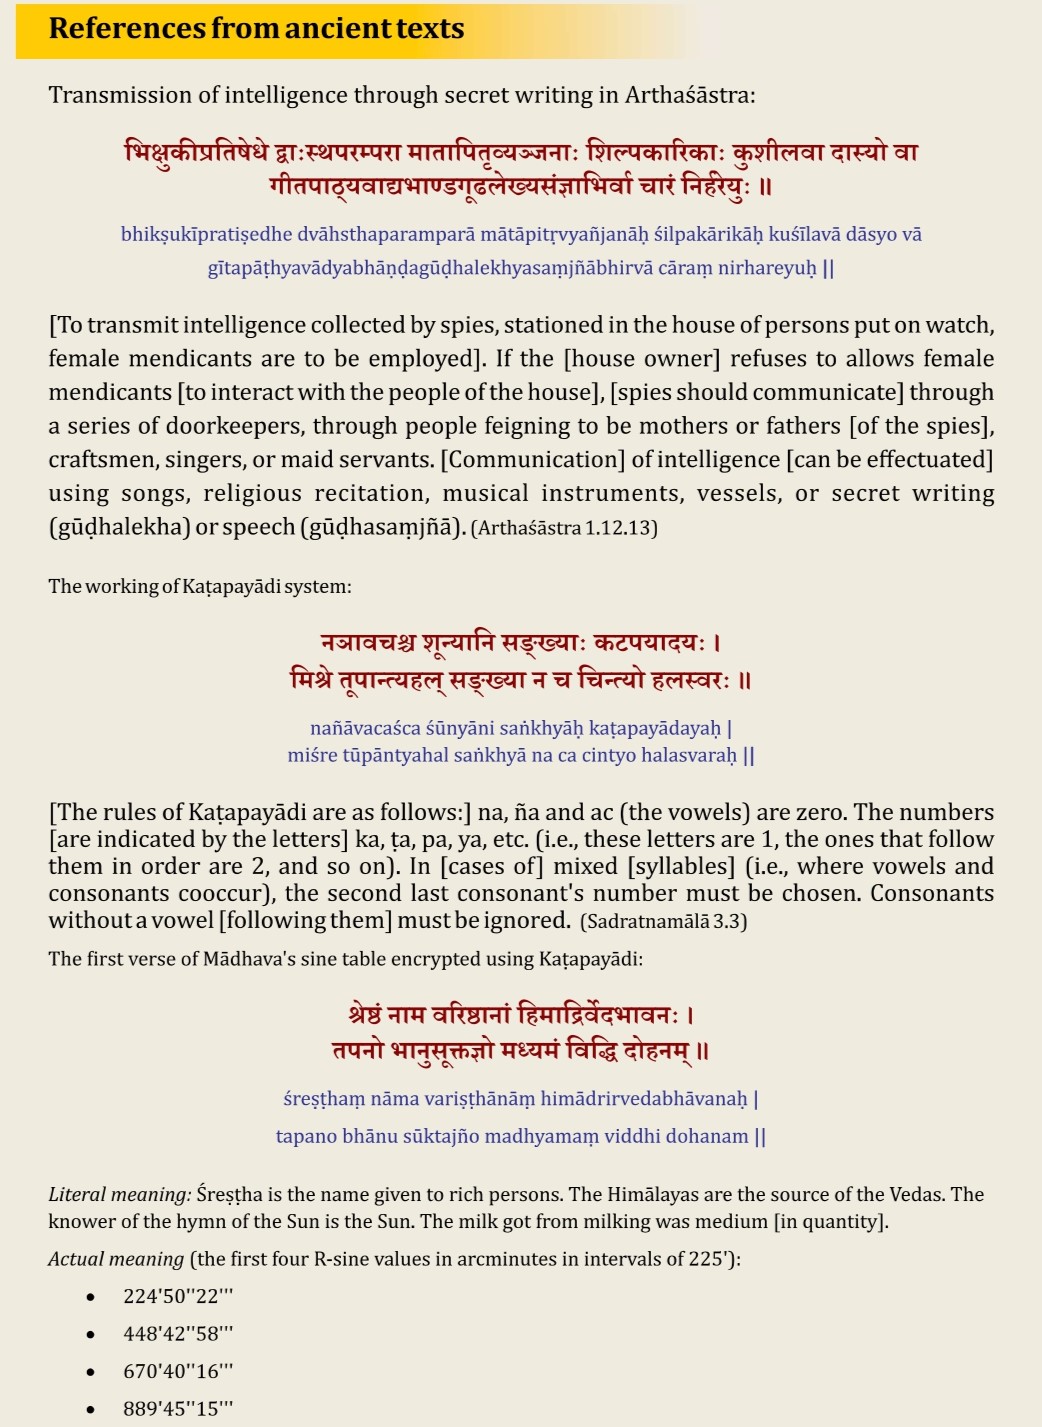 References from ancient texts
Transmission of intelligence through secret writing in Arthaśāstra:
भिक्षुकीप्रतिषेधे द्वाःस्थपरम्परा मातापितृव्यञ्जनाः शिल्पकारिकाः कुशीलवा दास्यो वा
गीतपाठ्यवाद्यभाण्डगूढलेख्यसंज्ञाभिर्वा चारं निर्हरेयुः ॥
bhikṣukīpratiṣedhe dvāhsthaparamparā mātāpitṛvyañjanāḥ śilpakārikāḥ kuśīlavā dāsyo vā
gītapāṭhyavādyabhāṇḍagūḍhalekhyasaṃjñābhirvā cāraṃ nirhareyuḥ ||
[To transmit intelligence collected by spies, stationed in the house of persons put on watch,
female mendicants are to be employed]. If the [house owner] refuses to allows female
mendicants [to interact with the people of the house], [spies should communicate] through
a series of doorkeepers, through people feigning to be mothers or fathers [of the spies],
craftsmen, singers, or maid servants. [Communication] of intelligence [can be effectuated]
using songs, religious recitation, musical instruments, vessels, or secret writing
(gūḍhalekha) or speech (gūḍhasaṃjñā). (Arthaśāstra 1.12.13)
The working of Kaṭapayādi system:
नञावचश्च शून्यानि सङ्ख्याः कटपयादयः ।
मिश्रे तूपान्त्यहल् सङ्ख्या न च चिन्त्यो हलस्वरः ॥
nañāvacaśca śūnyāni saṅkhyāḥ kaṭapayādayaḥ |
miśre tūpāntyahal saṅkhyā na ca cintyo halasvaraḥ ||
[The rules of Kaṭapayādi are as follows:] na, ña and ac (the vowels) are zero. The numbers
[are indicated by the letters] ka, ṭa, pa, ya, etc. (i.e., these letters are 1, the ones that follow
them in order are 2, and so on). In [cases of] mixed [syllables] (i.e., where vowels and
consonants cooccur), the second last consonant's number must be chosen. Consonants
without a vowel [following them] must be ignored. (Sadratnamālā 3.3)
The first verse of Mādhava's sine table encrypted using Kaṭapayādi:
श्रेष्ठं नाम वरिष्ठानां हिमाद्रिर्वेदभावनः ।
तपनो भानुसूक्तज्ञो मध्यमं विद्धि दोहनम् ॥
śreṣṭhaṃ nāma variṣṭhānāṃ himādrirvedabhāvanaḥ |
tapano bhānu sūktajño madhyamaṃ viddhi dohanam ||
Literal meaning: Śreṣṭha is the name given to rich persons. The Himālayas are the source of the Vedas. The
knower of the hymn of the Sun is the Sun. The milk got from milking was medium [in quantity].
Actual meaning (the first four R-sine values in arcminutes in intervals of 225'):
• 224'50''22'''
• 448'42''58'''
• 670'40''16'''
• 889'45''15'''